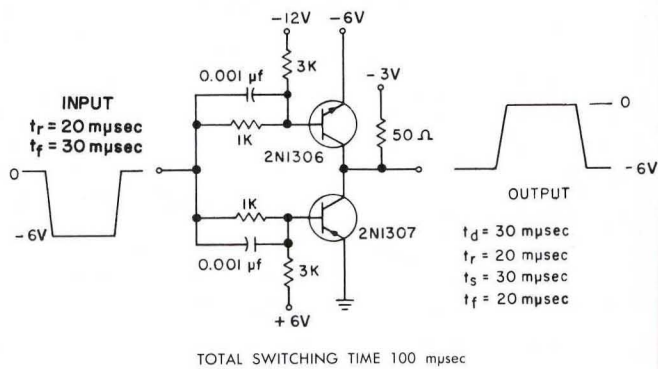 -12V
-6V
3K
0.001 µf
-3V
INPUT
tr = 20 mµsec
tf = 30 mµsec
1K
2N1306
50 Ω
0
-6V
0
-6V
1K
2N1307
0.001 µf
3K
+6V
OUTPUT
td = 30 mµsec
tr = 20 mµsec
ts = 30 mµsec
tf = 20 mµsec
TOTAL SWITCHING TIME 100 mµsec